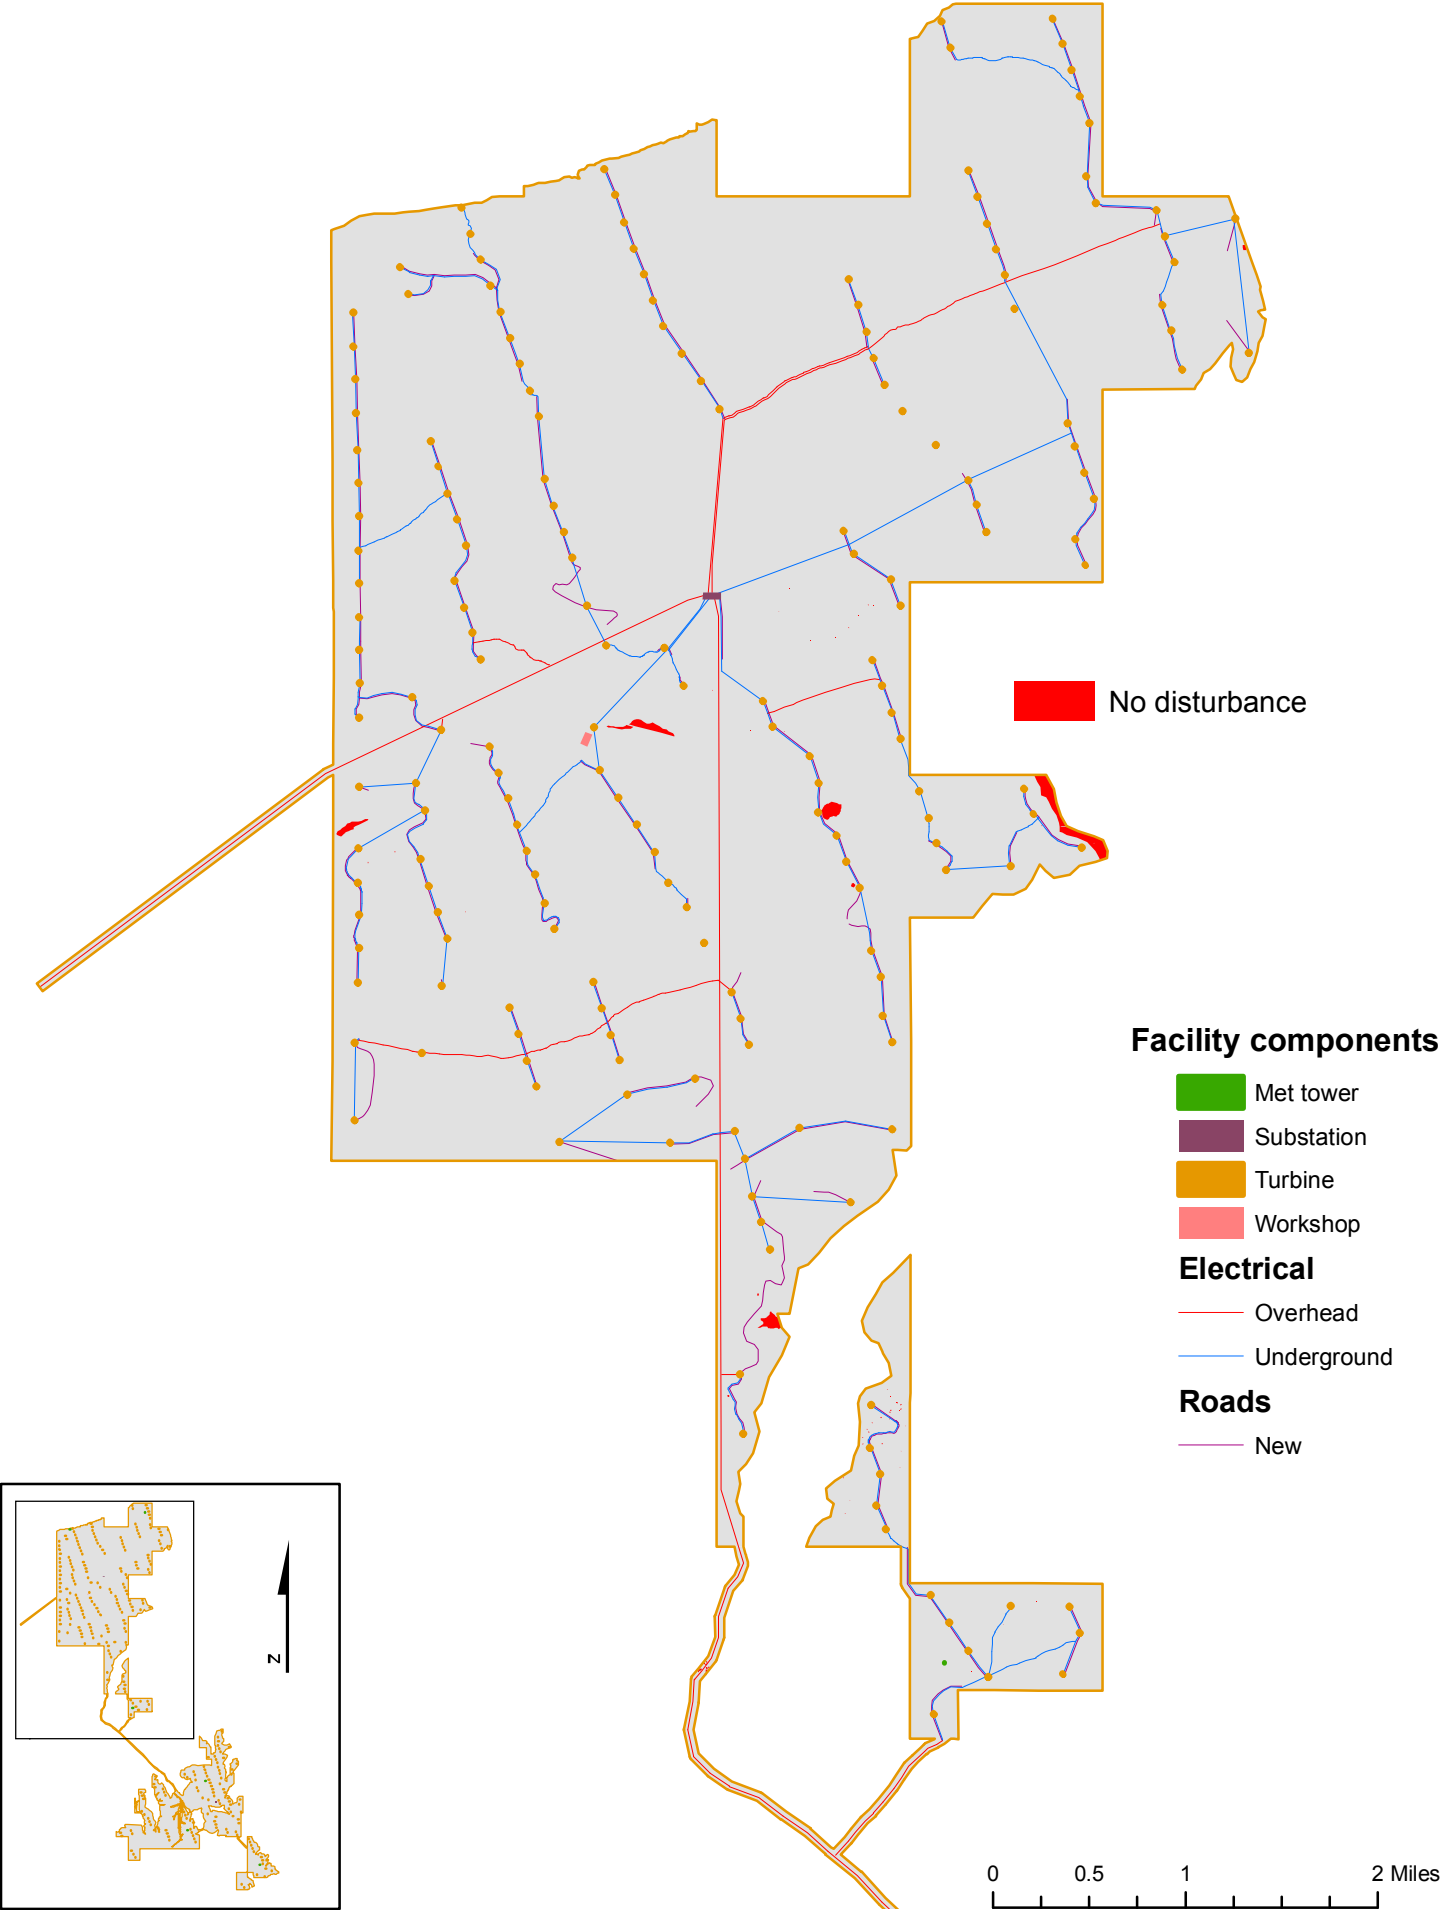 No disturbance
Facility components
Met tower
Substation
Turbine
Workshop
Electrical
Overhead
Underground
Roads
New
N
0 0.5 1 2 Miles